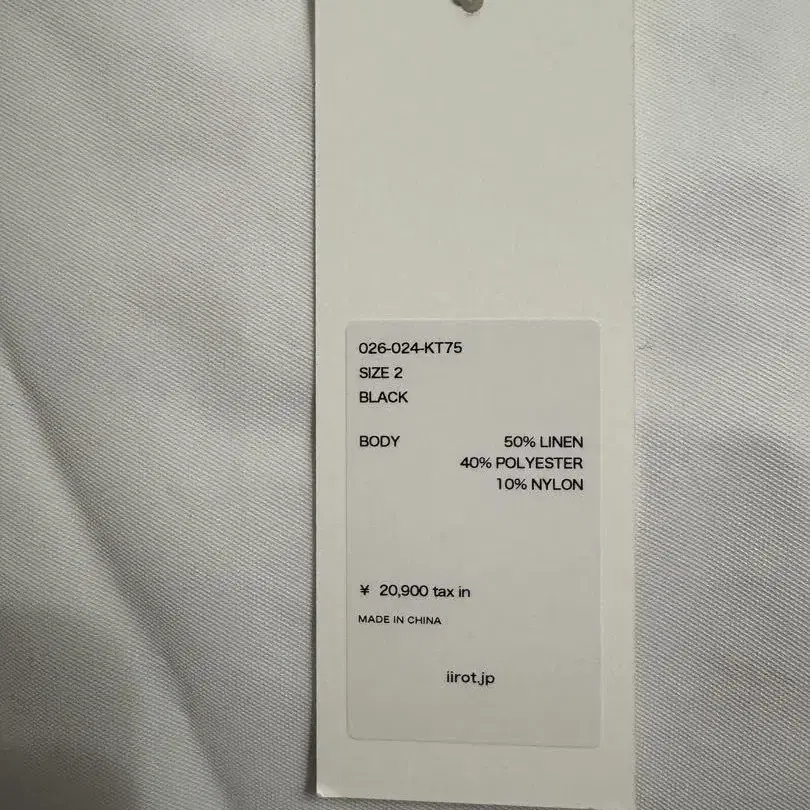 026-024-KT75
SIZE 2
BLACK
BODY 50% LINEN
40% POLYESTER
10% NYLON
¥ 20,900 tax in
MADE IN CHINA
iirot.jp